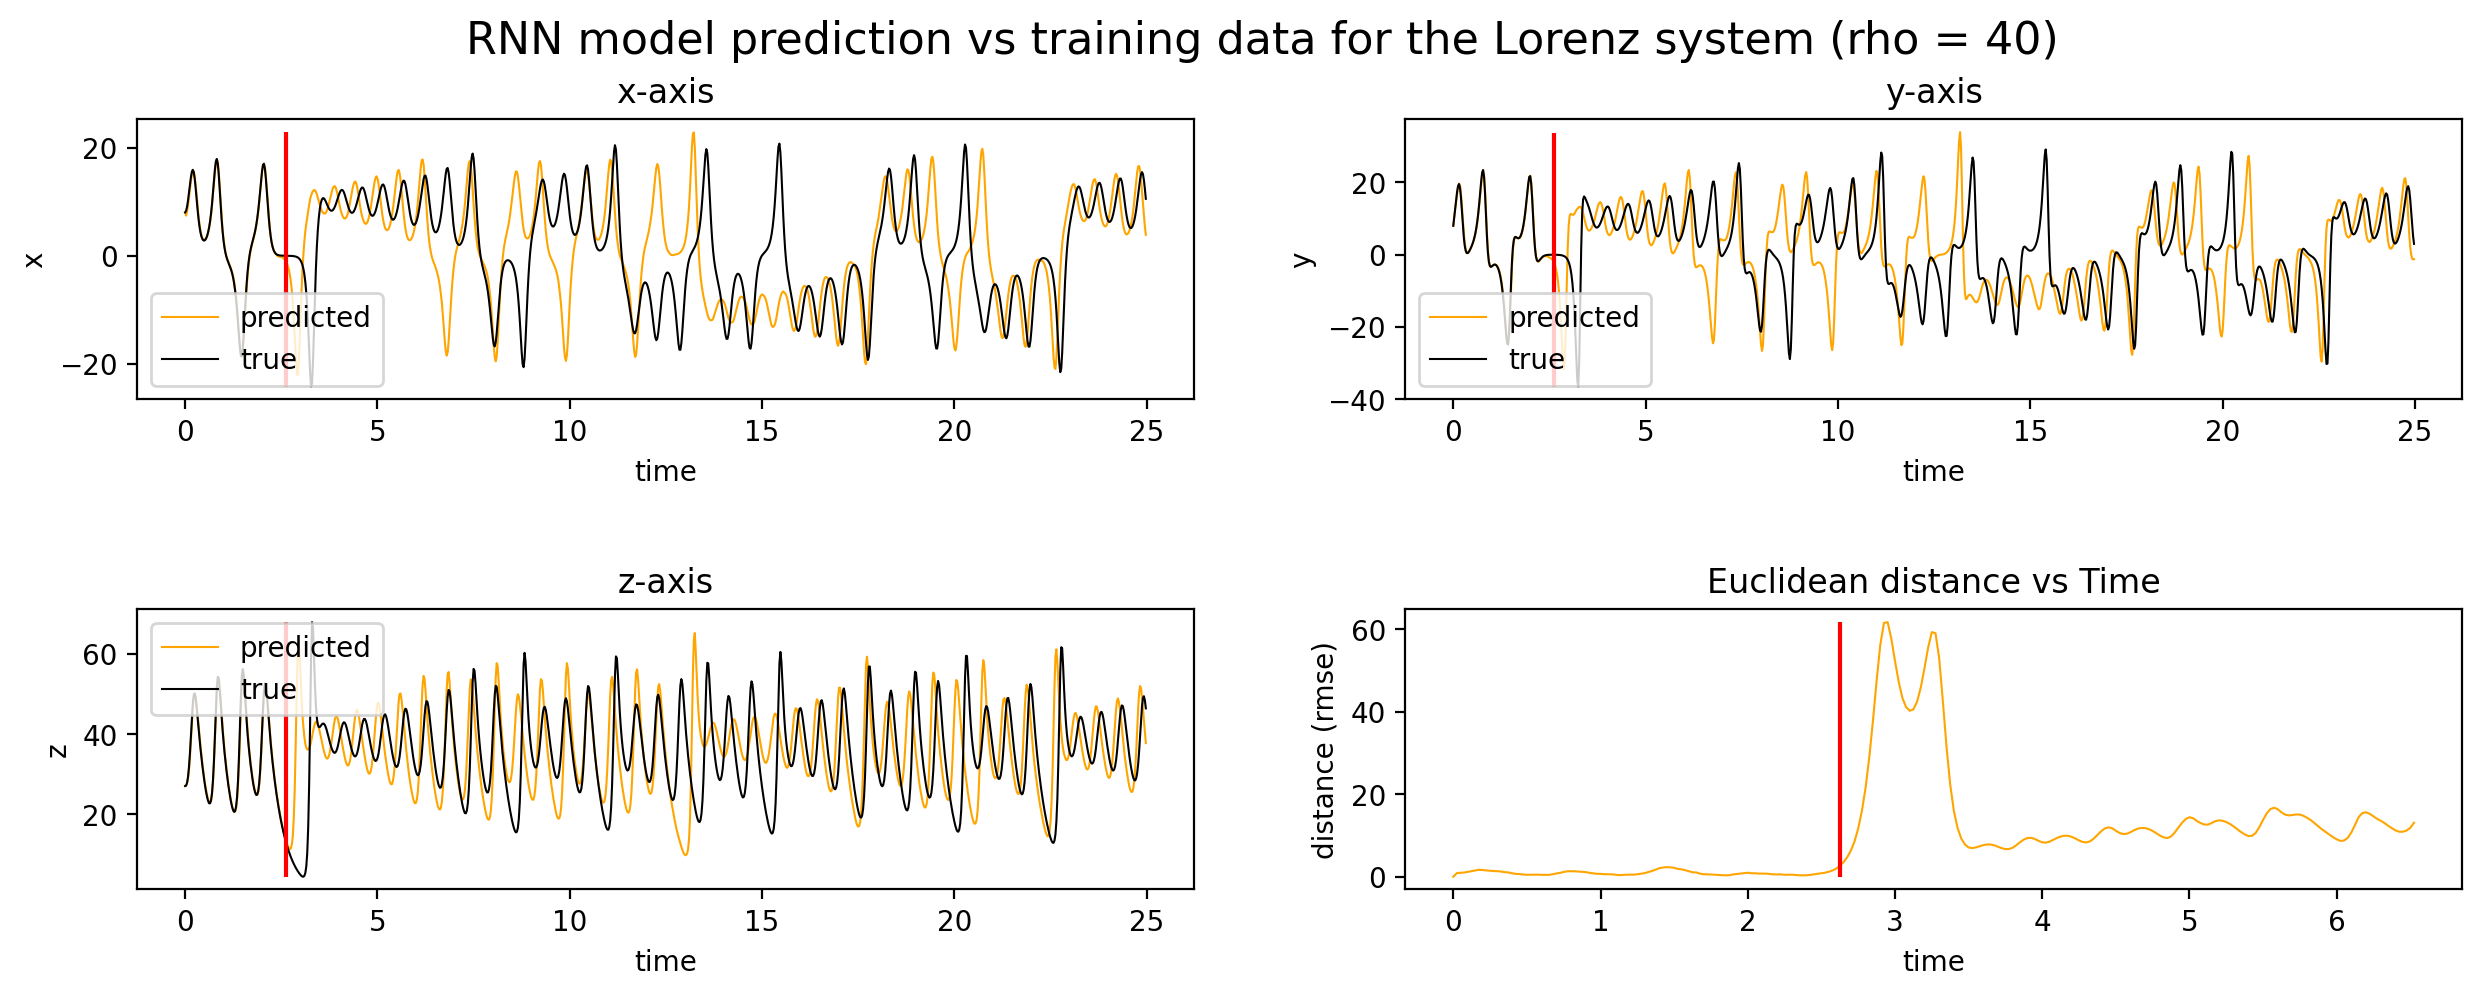 RNN model prediction vs training data for the Lorenz system (rho = 40)
x-axis
x
20
0
−20
predicted
true
0 5 10 15 20 25
time
y-axis
y
20
0
−20
−40
predicted
true
0 5 10 15 20 25
time
z-axis
z
60
40
20
predicted
true
0 5 10 15 20 25
time
Euclidean distance vs Time
distance (rmse)
60
40
20
0
0 1 2 3 4 5 6
time